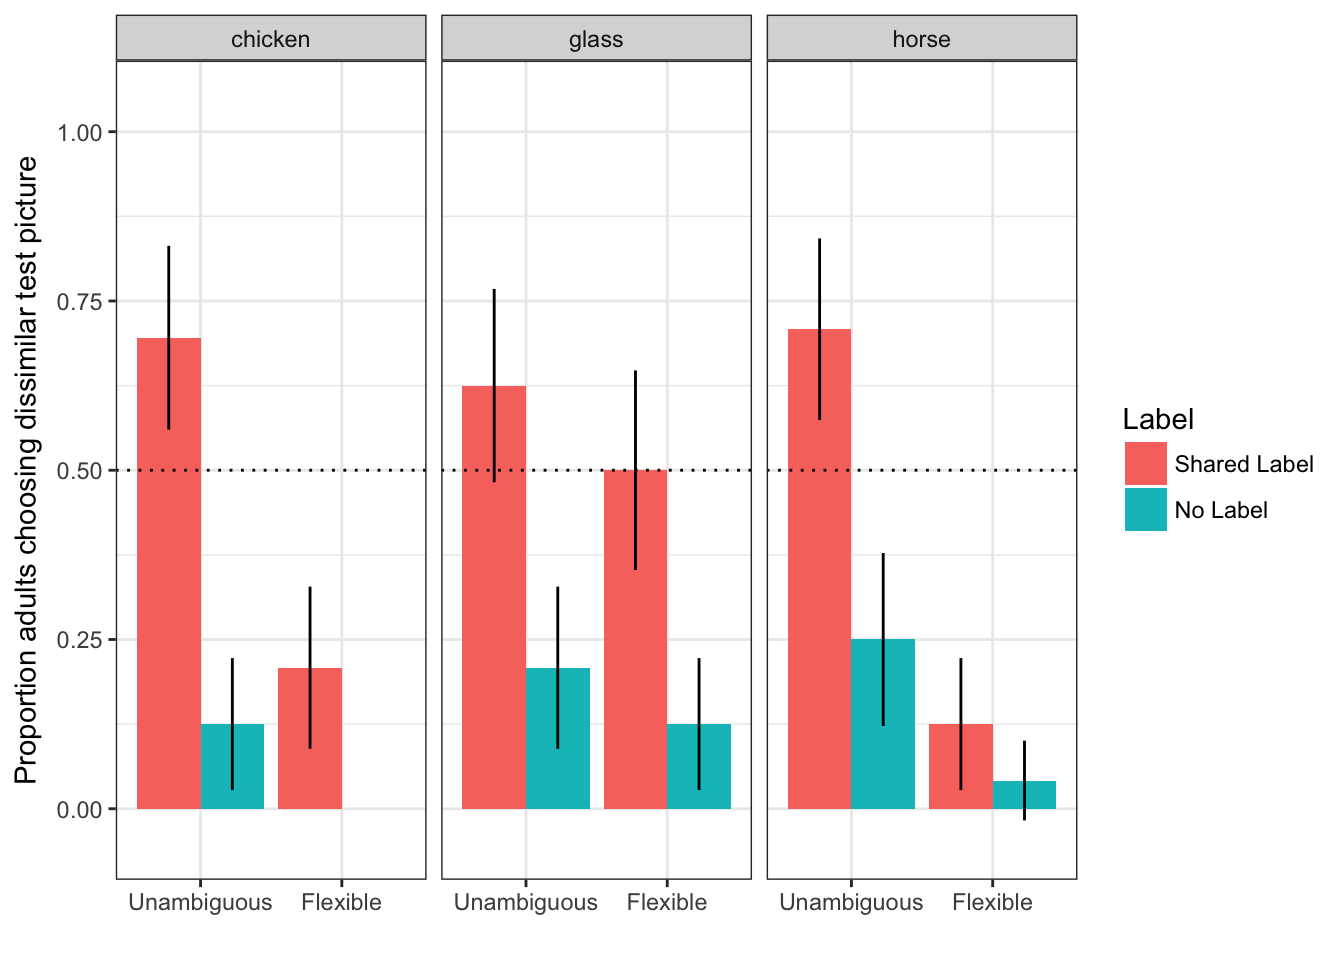 chicken
glass
horse
Proportion adults choosing dissimilar test picture
1.00
0.75
0.50
0.25
0.00
Unambiguous Flexible
Unambiguous Flexible
Unambiguous Flexible
Label
Shared Label
No Label